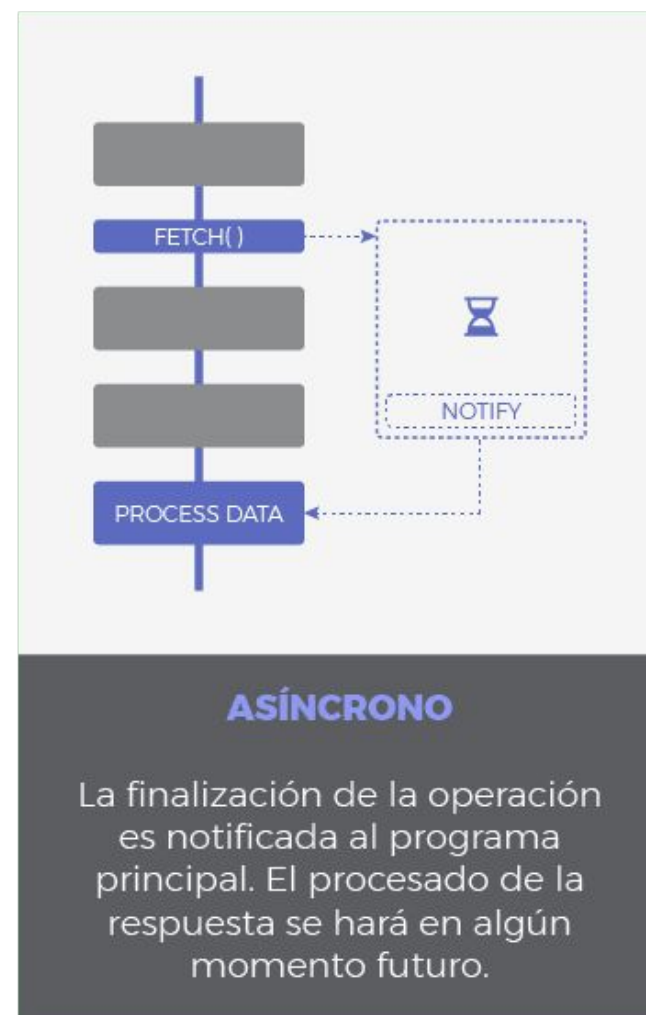 FETCH( )
NOTIFY
PROCESS DATA
ASÍNCRONO
La finalización de la operación
es notificada al programa
principal. El procesado de la
respuesta se hará en algún
momento futuro.